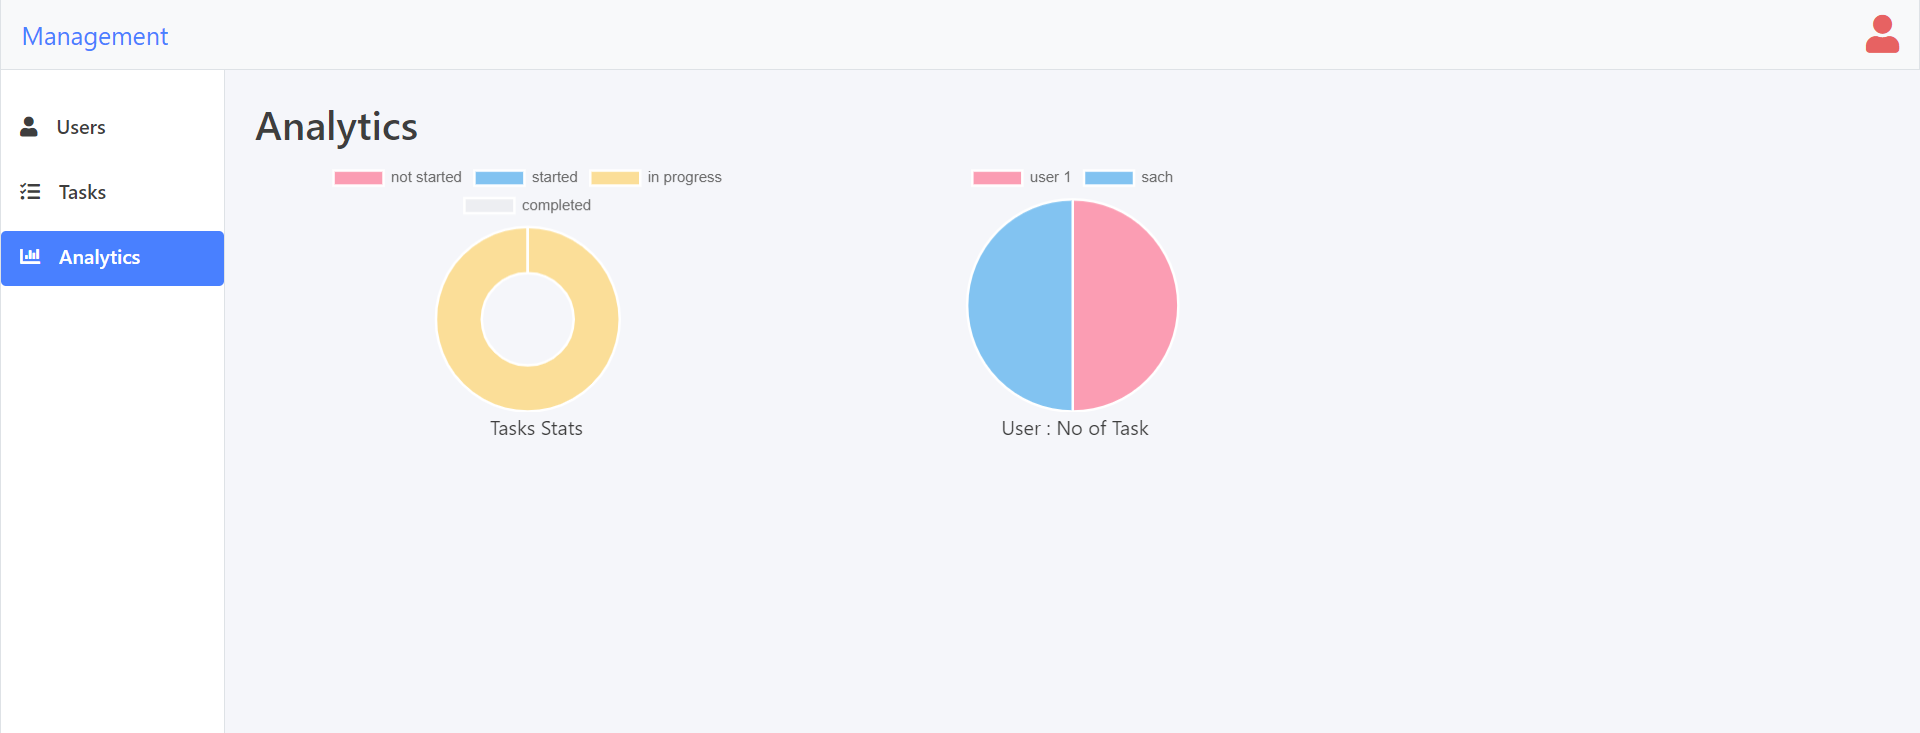 Management
Users
Tasks
Analytics
Analytics
not started started in progress
completed
Tasks Stats
user 1 sach
User : No of Task